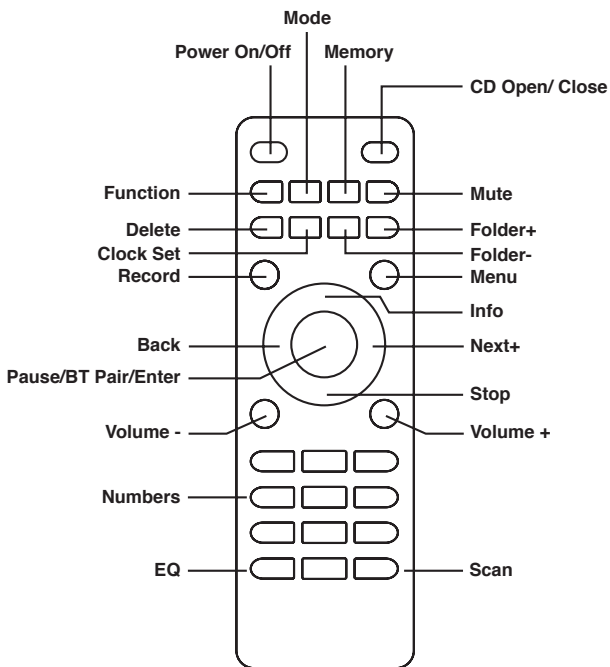 Mode
Power On/Off
Memory
CD Open/ Close
Function
Mute
Delete
Folder+
Clock Set
Folder-
Record
Menu
Info
Back
Next+
Pause/BT Pair/Enter
Stop
Volume -
Volume +
Numbers
EQ
Scan